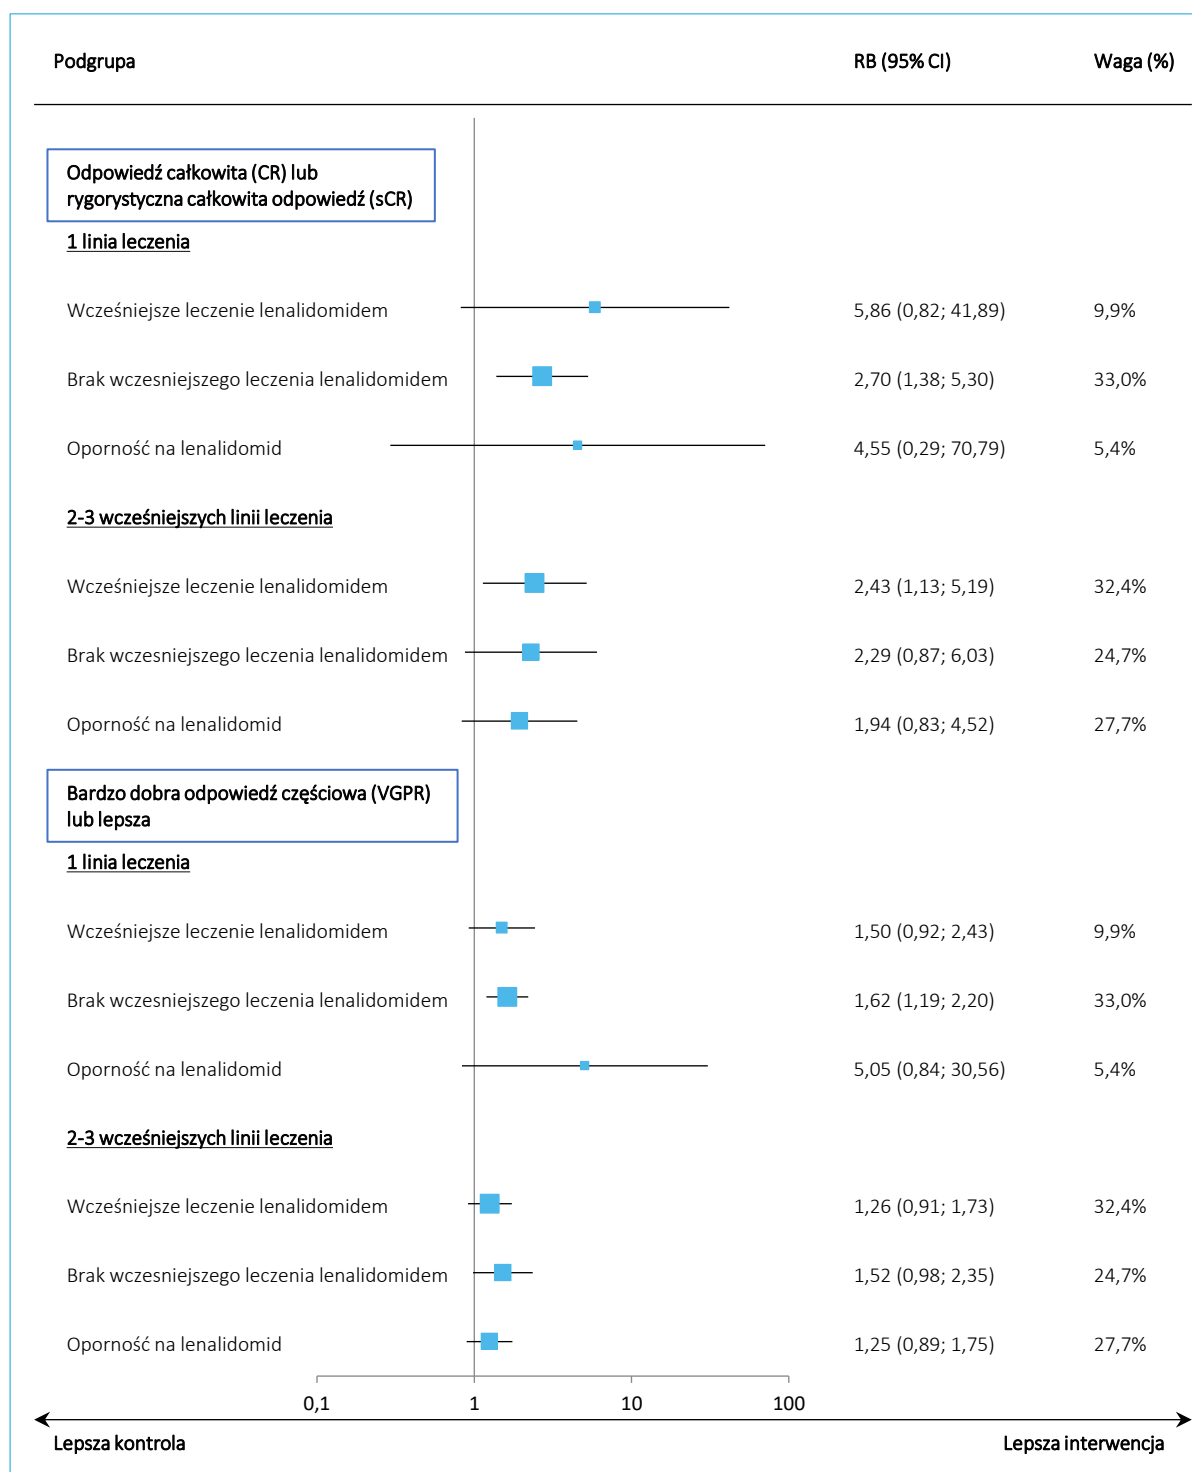 Podgrupa RB (95% CI) Waga (%)
Odpowiedź całkowita (CR) lub
rygorystyczna całkowita odpowiedź (sCR)
1 linia leczenia
Wcześniejsze leczenie lenalidomidem 5,86 (0,82; 41,89) 9,9%
Brak wczesniejszego leczenia lenalidomidem 2,70 (1,38; 5,30) 33,0%
Oporność na lenalidomid 4,55 (0,29; 70,79) 5,4%
2-3 wcześniejszych linii leczenia
Wcześniejsze leczenie lenalidomidem 2,43 (1,13; 5,19) 32,4%
Brak wczesniejszego leczenia lenalidomidem 2,29 (0,87; 6,03) 24,7%
Oporność na lenalidomid 1,94 (0,83; 4,52) 27,7%
Bardzo dobra odpowiedź częściowa (VGPR)
lub lepsza
1 linia leczenia
Wcześniejsze leczenie lenalidomidem 1,50 (0,92; 2,43) 9,9%
Brak wczesniejszego leczenia lenalidomidem 1,62 (1,19; 2,20) 33,0%
Oporność na lenalidomid 5,05 (0,84; 30,56) 5,4%
2-3 wcześniejszych linii leczenia
Wcześniejsze leczenie lenalidomidem 1,26 (0,91; 1,73) 32,4%
Brak wczesniejszego leczenia lenalidomidem 1,52 (0,98; 2,35) 24,7%
Oporność na lenalidomid 1,25 (0,89; 1,75) 27,7%
0,1 1 10 100
Lepsza kontrola Lepsza interwencja